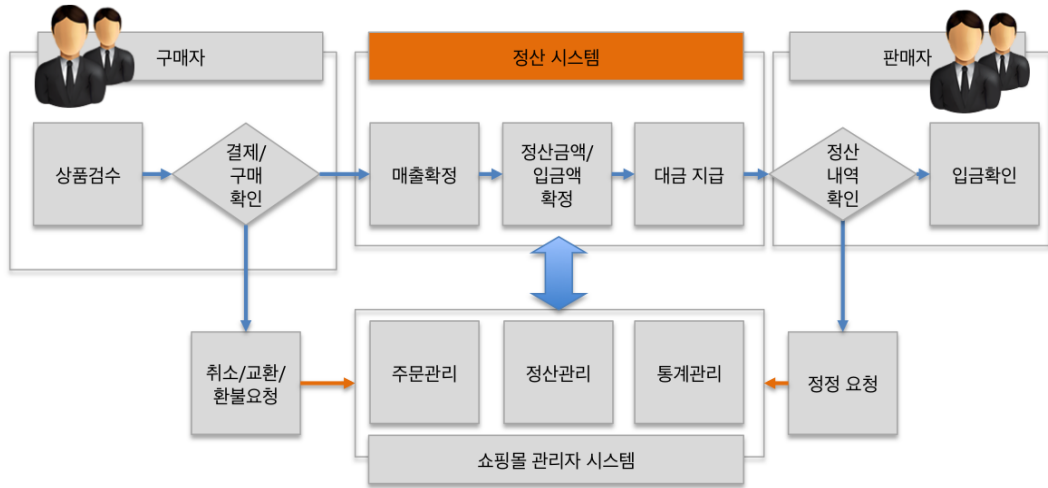 구매자
정산 시스템
판매자
상품검수
결제/
구매
확인
매출확정
정산금액/
입금액
확정
대금 지급
정산
내역
확인
입금확인
취소/교환/
환불요청
주문관리
정산관리
통계관리
정정 요청
쇼핑몰 관리자 시스템